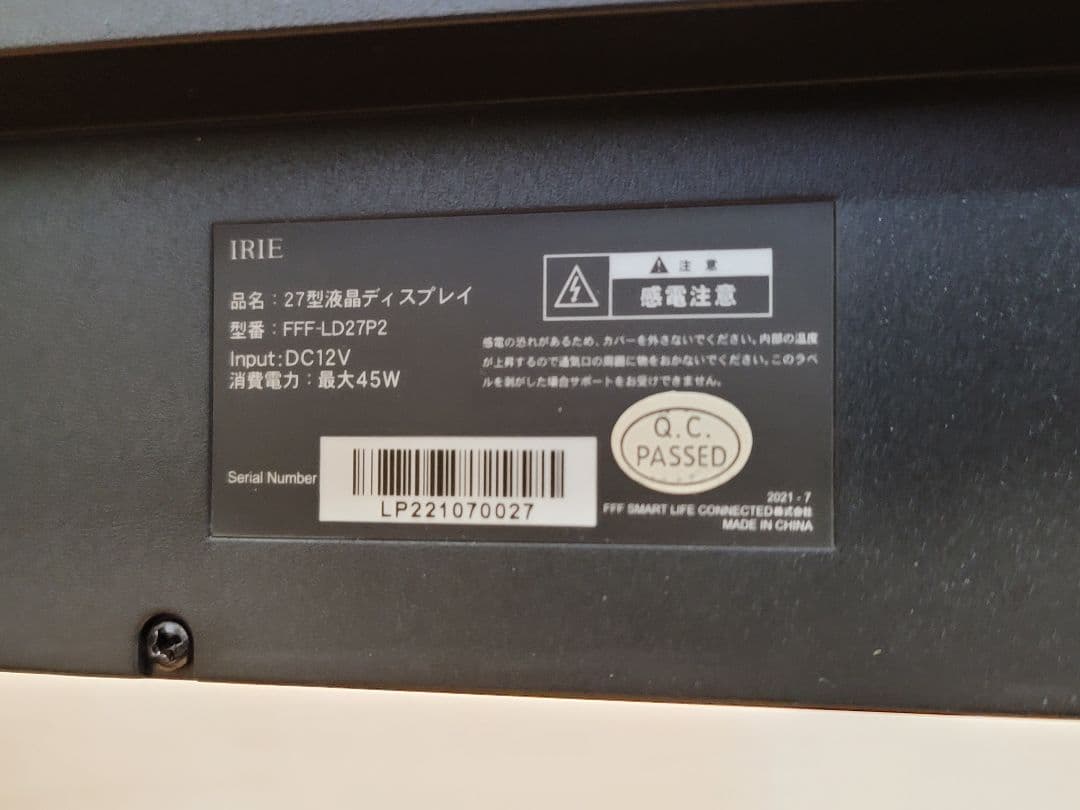 IRIE
品名：27型液晶ディスプレイ
型番：FFF-LD27P2
Input:DC12V
消費電力：最大45W
注 意
感電注意
感電の恐れがあるため、カバーを外さないでください。内部の温度
が上昇するので通気口の周囲に物をおかないでください。このラベ
ルを剥がした場合サポートをお受けできません。
Q.C.
PASSED
Serial Number
LP221070027
2021 - 7
FFF SMART LIFE CONNECTED株式会社
MADE IN CHINA